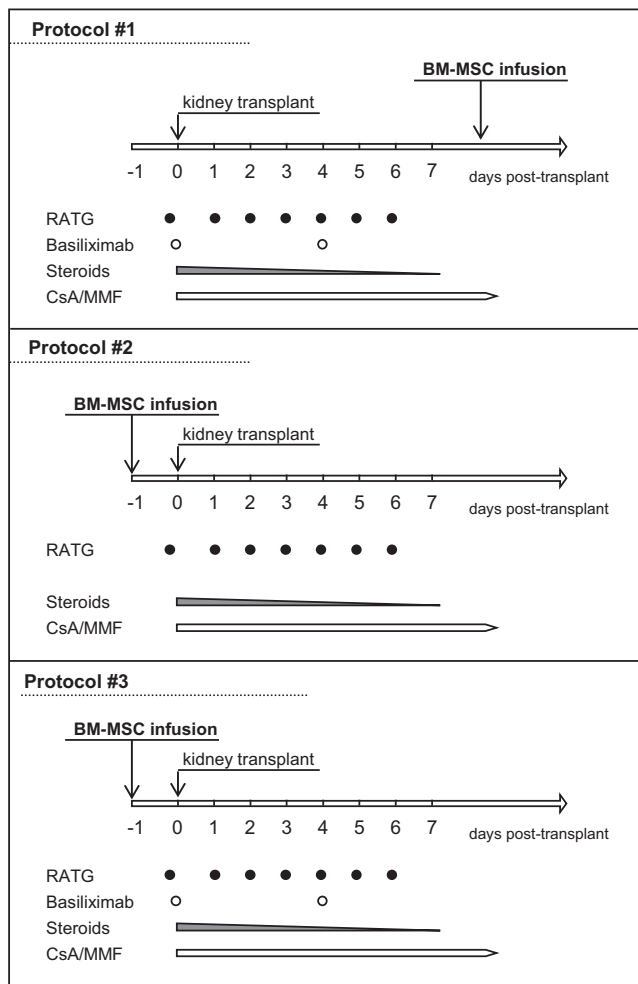 Protocol #1
BM-MSC infusion
kidney transplant
-1 0 1 2 3 4 5 6 7 days post-transplant
RATG
Basiliximab
Steroids
CsA/MMF
Protocol #2
BM-MSC infusion
kidney transplant
-1 0 1 2 3 4 5 6 7 days post-transplant
RATG
Steroids
CsA/MMF
Protocol #3
BM-MSC infusion
kidney transplant
-1 0 1 2 3 4 5 6 7 days post-transplant
RATG
Basiliximab
Steroids
CsA/MMF